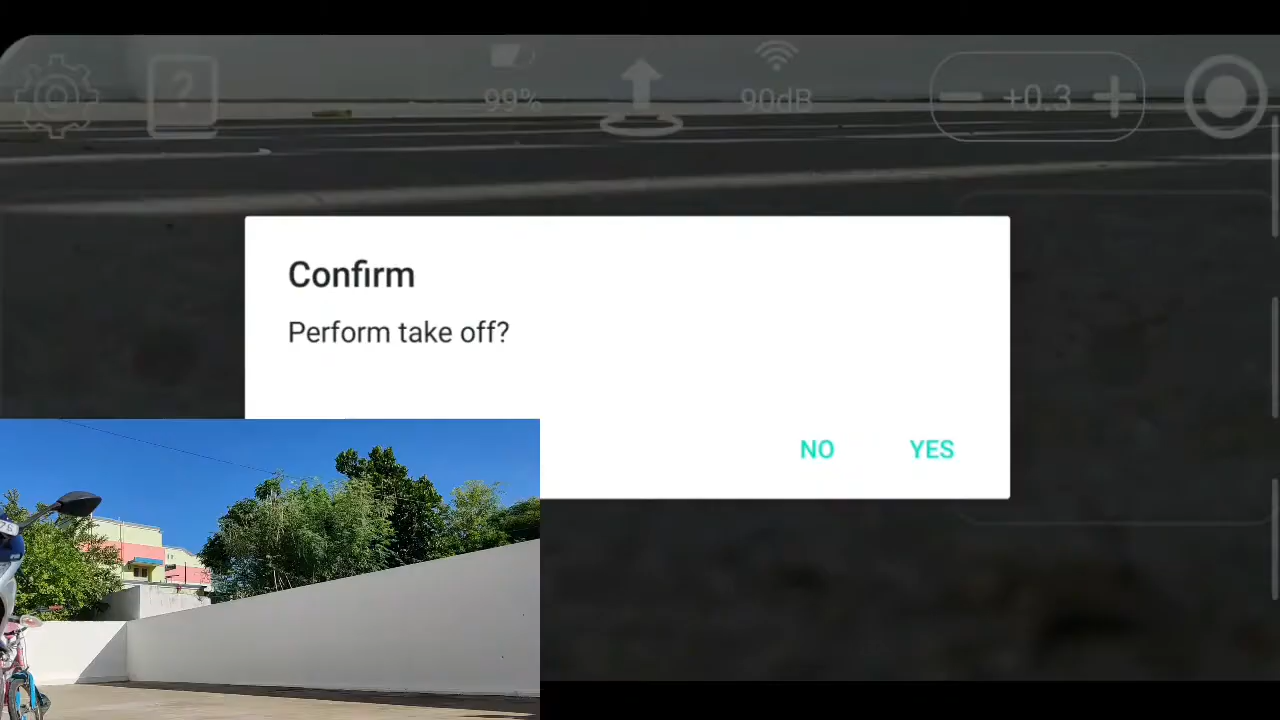 ?
99%
90dB
+0.3
Confirm
Perform take off?
NO
YES